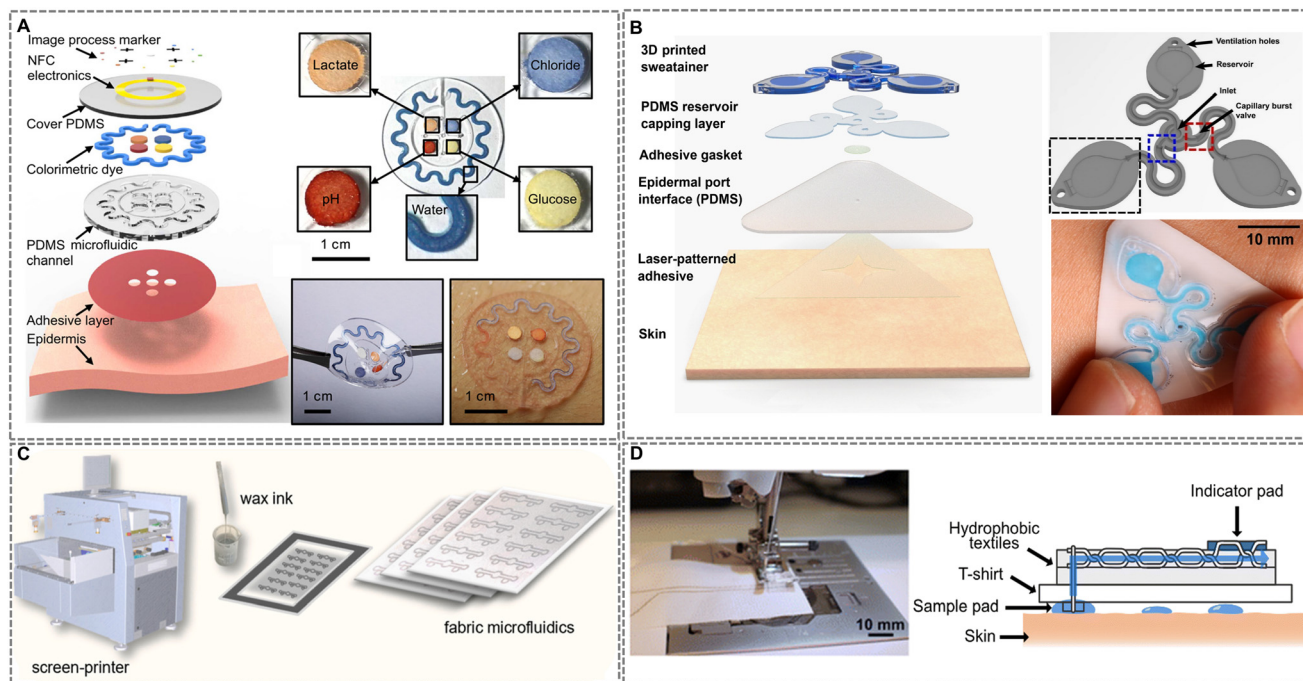 A
Image process marker
NFC
electronics
Cover PDMS
Colorimetric dye
PDMS microfluidic
channel
Adhesive layer
Epidermis
Lactate
Chloride
pH
Water
Glucose
1 cm
1 cm
1 cm
B
3D printed
sweatainer
PDMS reservoir
capping layer
Adhesive gasket
Epidermal port
interface (PDMS)
Laser-patterned
adhesive
Skin
Ventilation holes
Reservoir
Inlet
Capillary burst
valve
10 mm
C
wax ink
screen-printer
fabric microfluidics
D
10 mm
Indicator pad
Hydrophobic
textiles
T-shirt
Sample pad
Skin